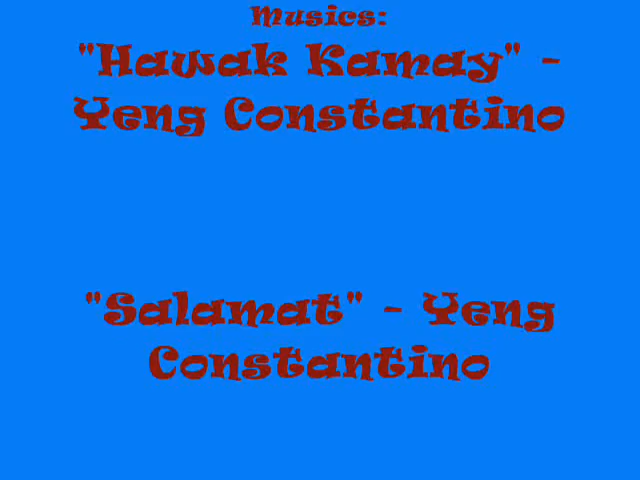 Musics:
"Hawak Kamay" -
Yeng Constantino
"Salamat" - Yeng
Constantino